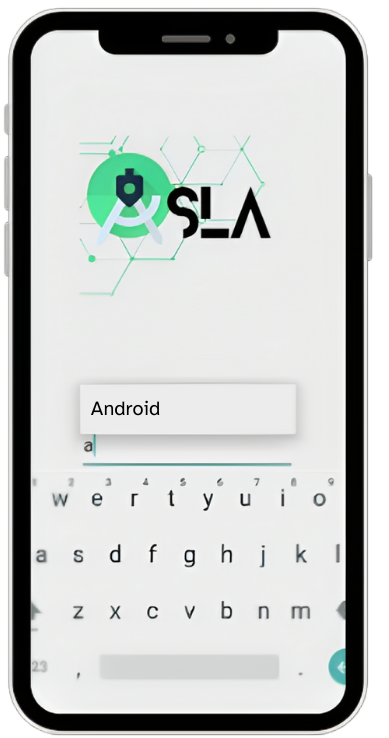 SLA
Android
a
1 2 3 4 5 6 7 8 9
w e r t y u i o
a s d f g h j k l
z x c v b n m
23 , .